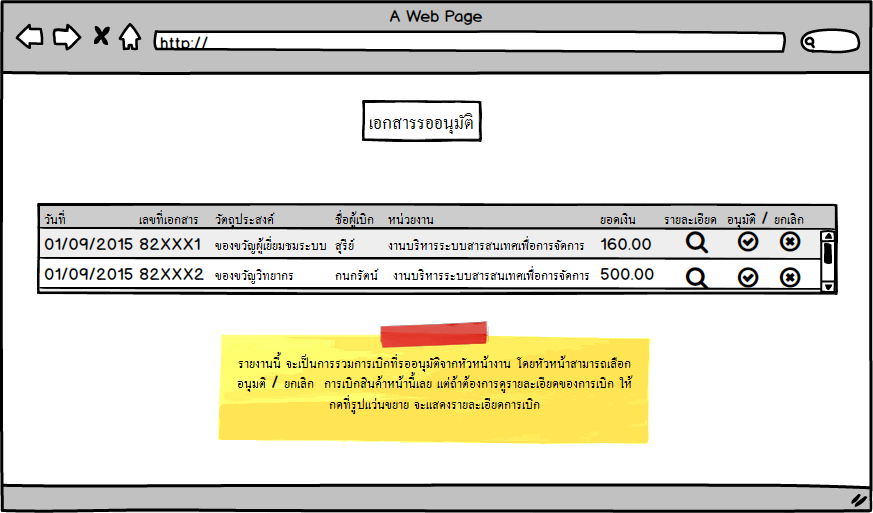 A Web Page
http://
เอกสารรออนุมัติ
วันที่ เลขที่เอกสาร วัตถุประสงค์ ชื่อผู้เบิก หน่วยงาน ยอดเงิน รายละเอียด อนุมัติ / ยกเลิก
01/09/2015 82XXX1 ของขวัญผู้เยี่ยมชมระบบ สุรีย์ งานบริหารระบบสารสนเทศเพื่อการจัดการ 160.00
01/09/2015 82XXX2 ของขวัญวิทยากร กนกรัตน์ งานบริหารระบบสารสนเทศเพื่อการจัดการ 500.00
รายงานนี้ จะเป็นการรวมการเบิกที่รออนุมัติจากหัวหน้างาน โดยหัวหน้าสามารถเลือก
อนุมติ / ยกเลิก การเบิกสินค้าหน้านี้เลย แต่ถ้าต้องการดูรายละเอียดของการเบิก ให้
กดที่รูปแว่นขยาย จะแสดงรายละเอียดการเบิก